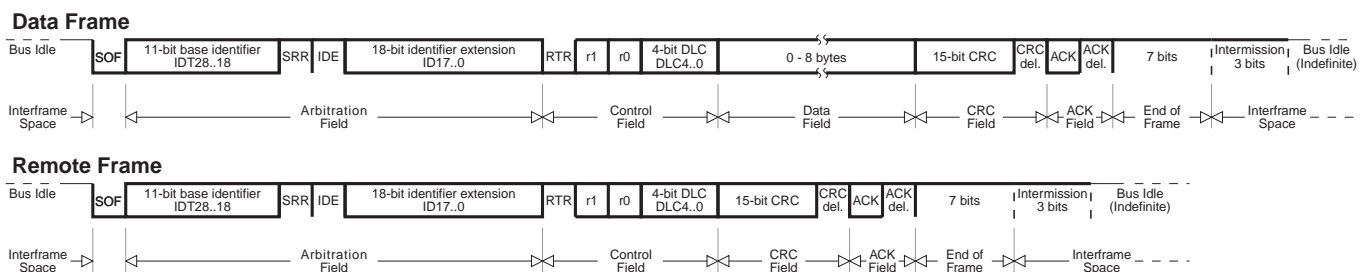 Data Frame
Bus Idle
SOF
11-bit base identifier
IDT28..18
SRR
IDE
18-bit identifier extension
ID17..0
RTR
r1
r0
4-bit DLC
DLC4..0
0 - 8 bytes
15-bit CRC
CRC
del.
ACK
ACK
del.
7 bits
Intermission
3 bits
Bus Idle
(Indefinite)
Interframe
Space
Arbitration
Field
Control
Field
Data
Field
CRC
Field
ACK
Field
End of
Frame
Interframe
Space
Remote Frame
Bus Idle
SOF
11-bit base identifier
IDT28..18
SRR
IDE
18-bit identifier extension
ID17..0
RTR
r1
r0
4-bit DLC
DLC4..0
15-bit CRC
CRC
del.
ACK
ACK
del.
7 bits
Intermission
3 bits
Bus Idle
(Indefinite)
Interframe
Space
Arbitration
Field
Control
Field
CRC
Field
ACK
Field
End of
Frame
Interframe
Space